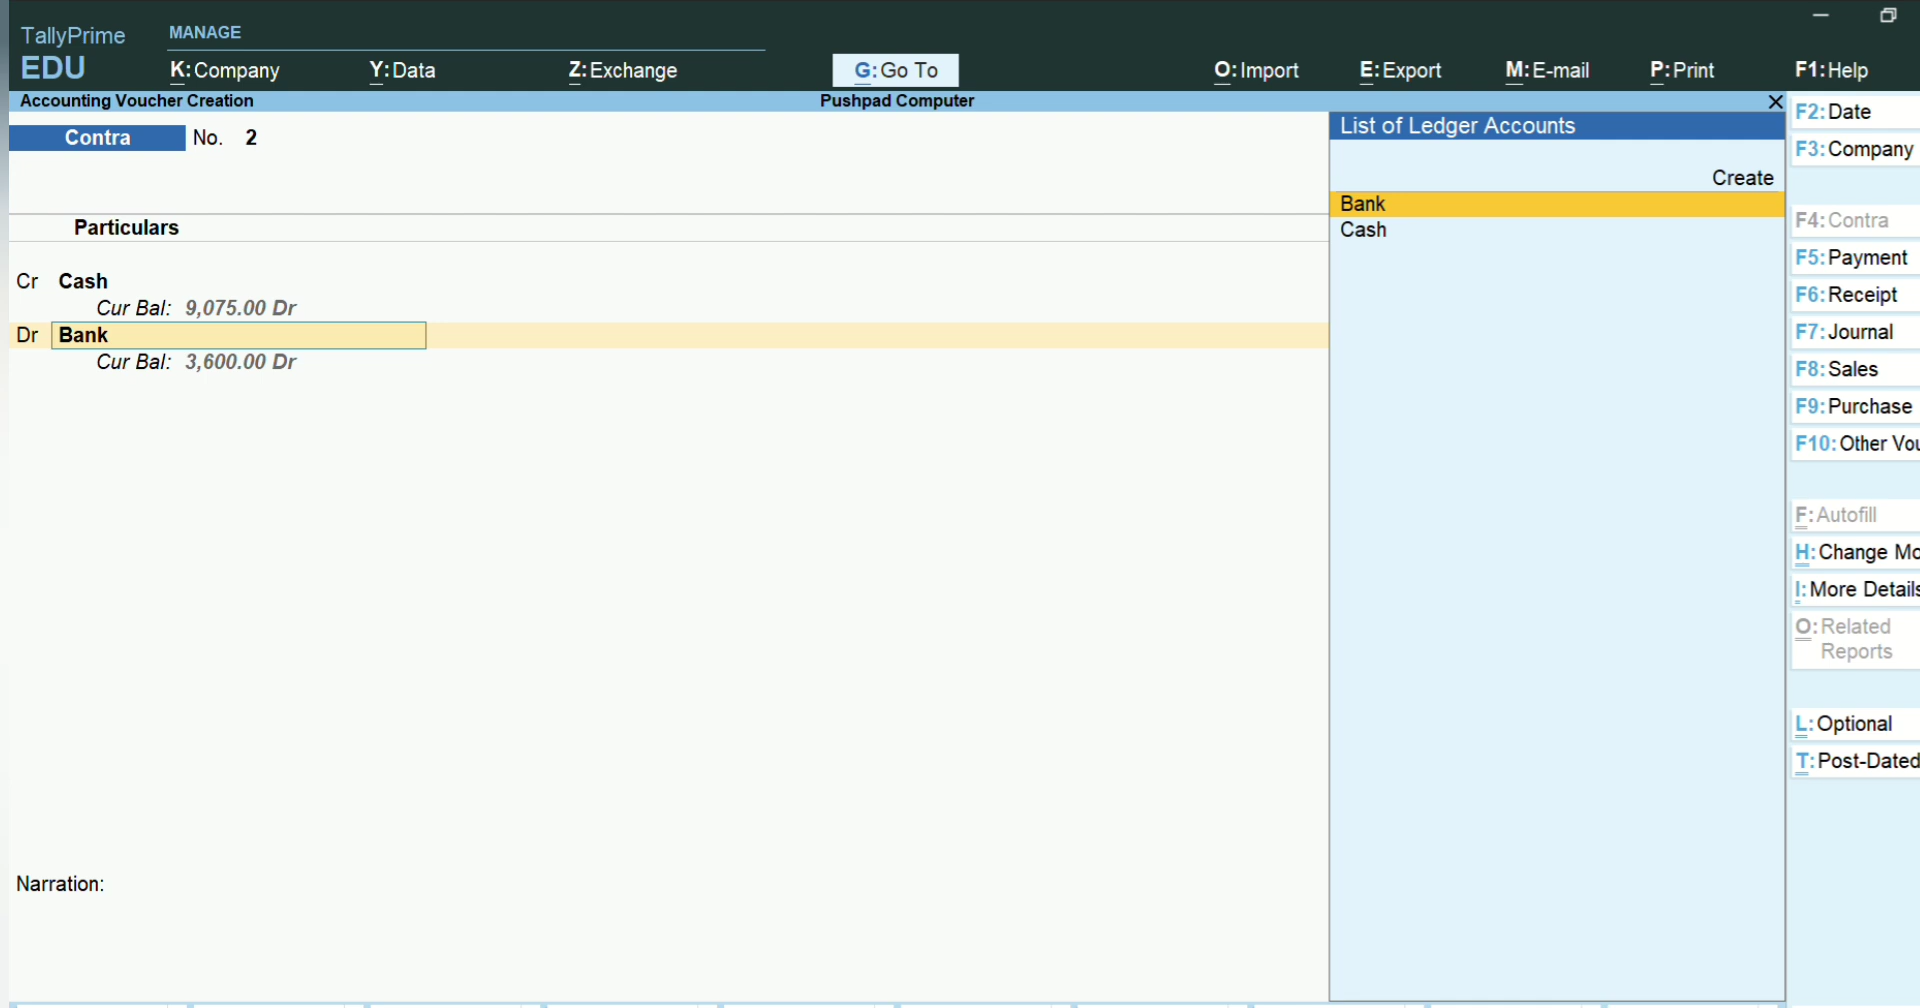 TallyPrime
EDU
MANAGE
K:Company Y:Data Z:Exchange G:Go To O:Import E:Export M:E-mail P:Print F1:Help
Accounting Voucher Creation Pushpad Computer
Contra No. 2
Particulars
Cr Cash
Cur Bal: 9,075.00 Dr
Dr Bank
Cur Bal: 3,600.00 Dr
Narration:
List of Ledger Accounts
Create
Bank
Cash
F2:Date
F3:Company
F4:Contra
F5:Payment
F6:Receipt
F7:Journal
F8:Sales
F9:Purchase
F10:Other Vou
F:Autofill
H:Change Mo
I:More Details
O:Related
Reports
L:Optional
T:Post-Dated